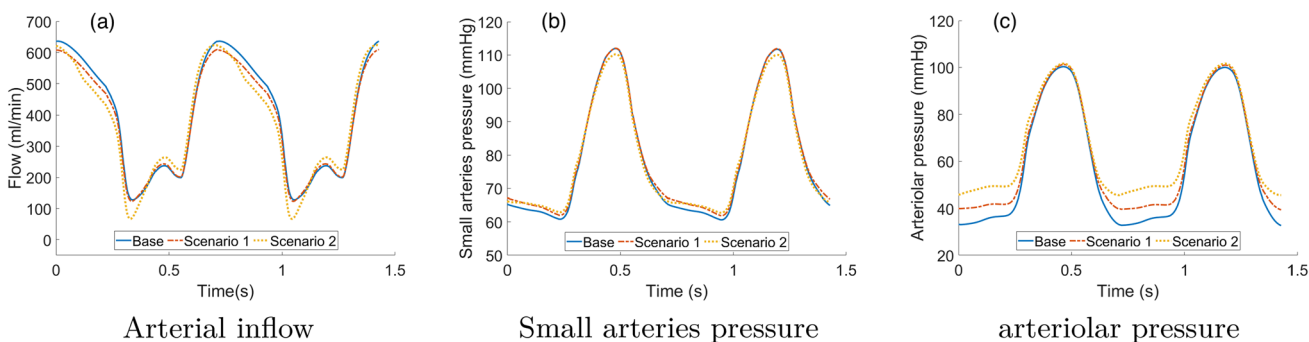 (a)
Flow (ml/min)
700
600
500
400
300
200
100
0
Base
Scenario 1
Scenario 2
0
0.5
1
1.5
Time(s)
Arterial inflow
(b)
Small arteries pressure (mmHg)
120
110
100
90
80
70
60
50
Base
Scenario 1
Scenario 2
0
0.5
1
1.5
Time (s)
Small arteries pressure
(c)
Arteriolar pressure (mmHg)
120
100
80
60
40
20
Base
Scenario 1
Scenario 2
0
0.5
1
1.5
Time (s)
arteriolar pressure